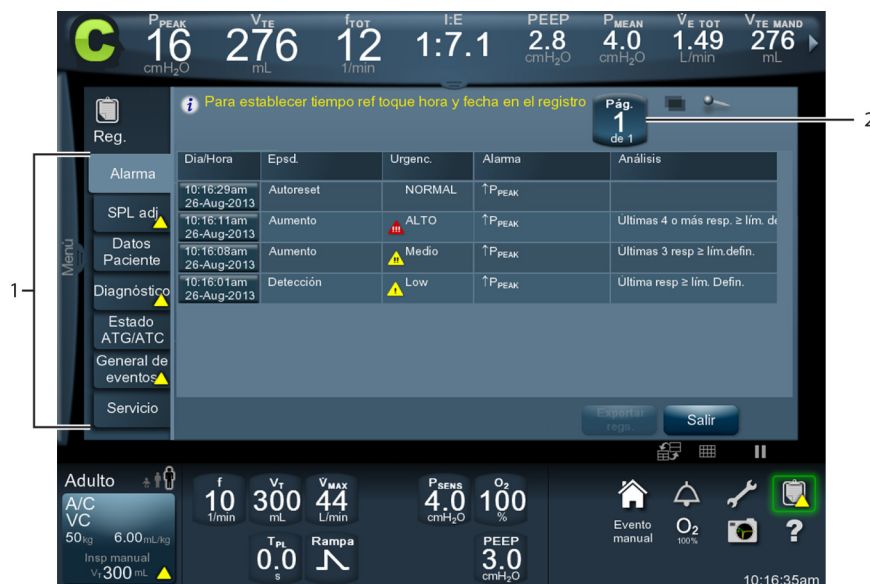 C
PPEAK VTE fTOT I:E PEEP PMEAN V̇E TOT VTE MAND
16 276 12 1:7.1 2.8 4.0 1.49 276
cmH2O mL 1/min cmH2O cmH2O L/min mL
Menú
Reg.
i Para establecer tiempo ref toque hora y fecha en el registro
Pág.
1
de 1
2
1
Alarma
SPL adj
Datos
Paciente
Diagnóstico
Estado
ATG/ATC
General de
eventos
Servicio
Dia/Hora Epsd. Urgenc. Alarma Análisis
10:16:29am Autoreset NORMAL ↑PPEAK
26-Aug-2013
10:16:11am Aumento !!! ALTO ↑PPEAK Últimas 4 o más resp. ≥ lím. de
26-Aug-2013
10:16:08am Aumento !! Medio ↑PPEAK Últimas 3 resp ≥ lím.defin.
26-Aug-2013
10:16:01am Detección ! Low ↑PPEAK Última resp ≥ lím. Defin.
26-Aug-2013
Exportar
regs.
Salir
Adulto
A/C
VC
50 kg 6.00 mL/kg
Insp manual
VT 300 mL
f VT V̇MAX PSENS O2
10 300 44 4.0 100
1/min mL L/min cmH2O %
TPL Rampa PEEP
0.0 3.0
s cmH2O
Evento
manual
O2
100%
?
10:16:35am